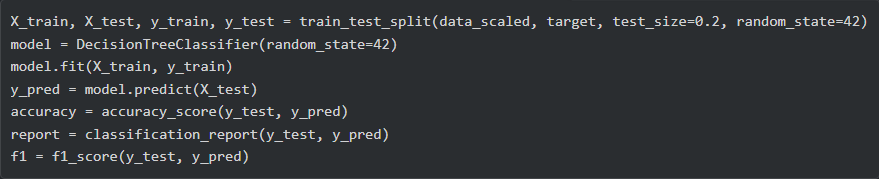 X_train, X_test, y_train, y_test = train_test_split(data_scaled, target, test_size=0.2, random_state=42)
model = DecisionTreeClassifier(random_state=42)
model.fit(X_train, y_train)
y_pred = model.predict(X_test)
accuracy = accuracy_score(y_test, y_pred)
report = classification_report(y_test, y_pred)
f1 = f1_score(y_test, y_pred)